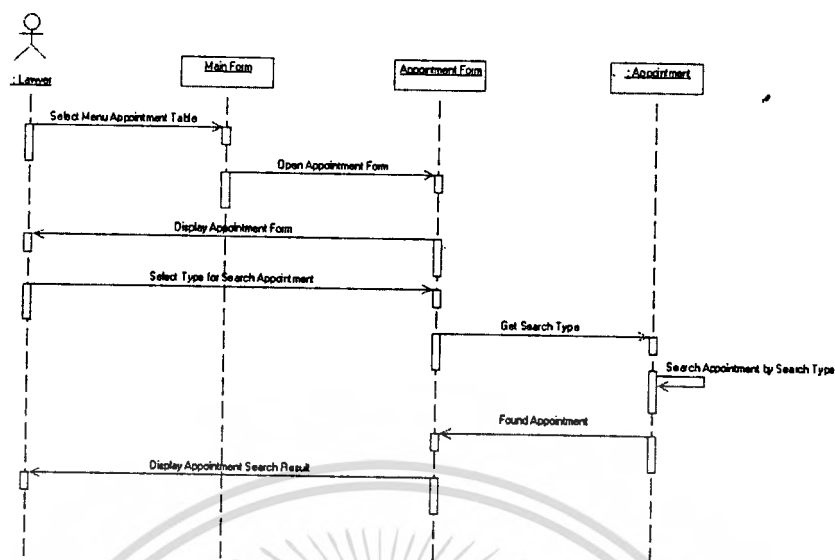 : Lawyer
Main Form
Appointment Form
: Appointment
Select Menu Appointment Table
Open Appointment Form
Display Appointment Form
Select Type for Search Appointment
Get Search Type
Search Appointment by Search Type
Found Appointment
Display Appointment Search Result